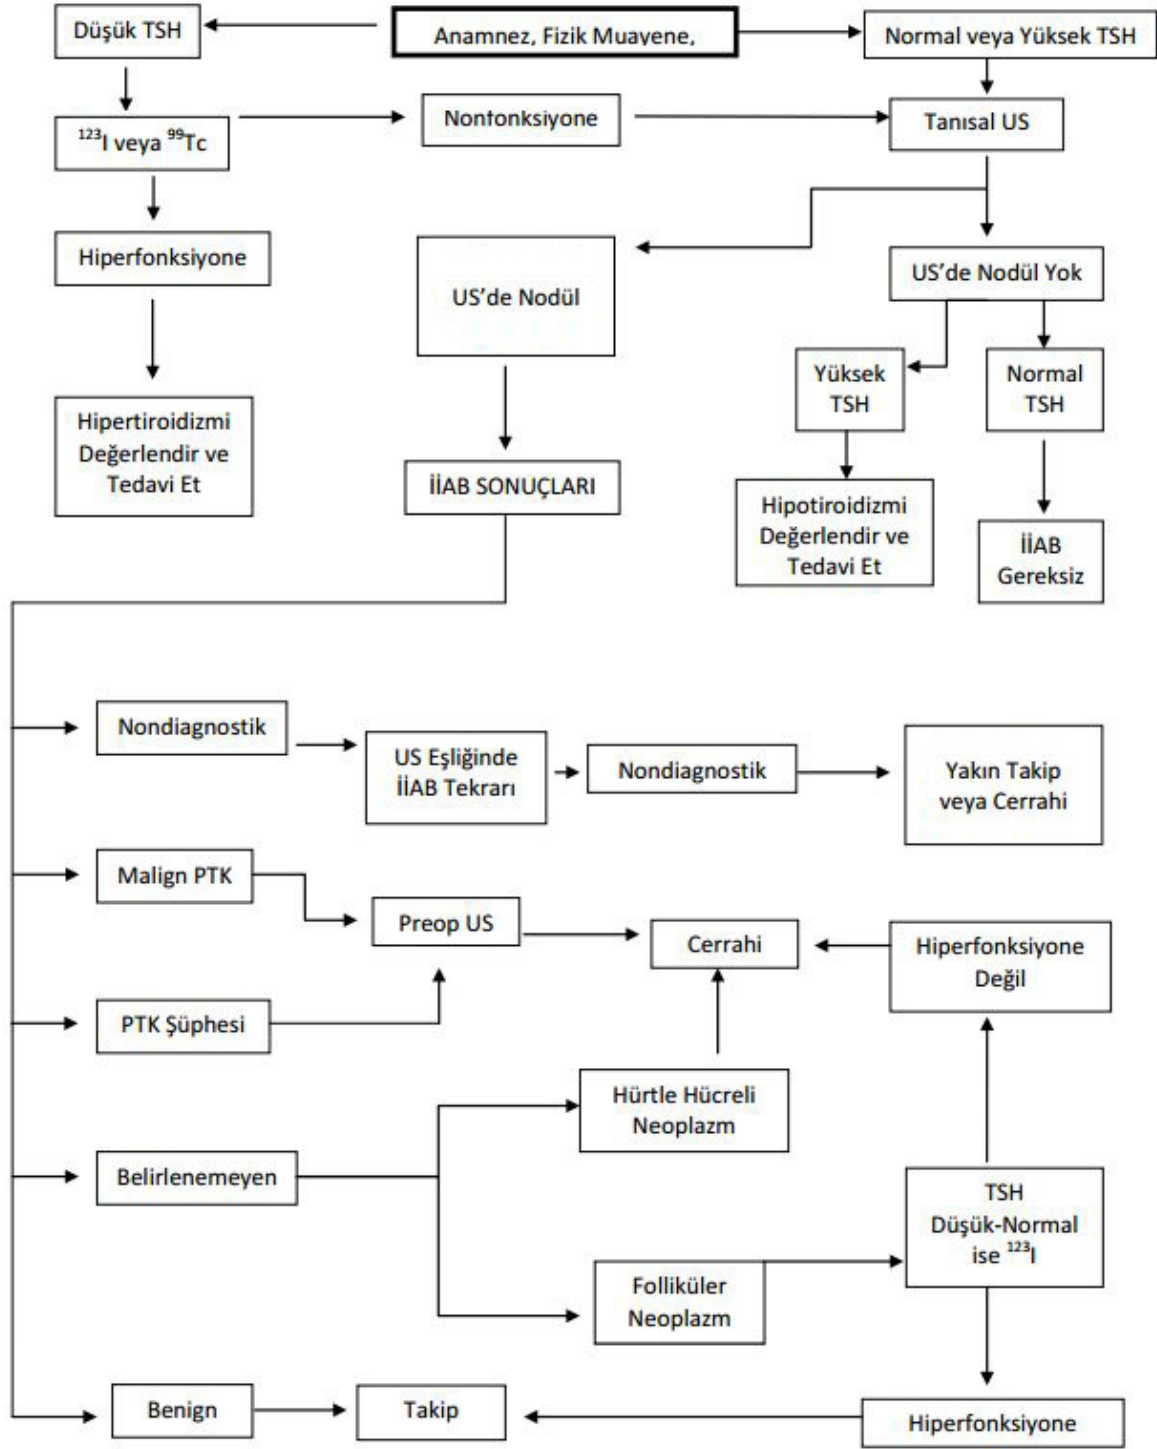 Düşük TSH
Anamnez, Fizik Muayene,
Normal veya Yüksek TSH
¹²³I veya ⁹⁹Tc
Nonfonksiyone
Tanısal US
Hiperfonksiyone
US’de Nodül
US’de Nodül Yok
Yüksek
TSH
Normal
TSH
Hipertiroidizmi
Değerlendir ve
Tedavi Et
İİAB SONUÇLARI
Hipotiroidizmi
Değerlendir ve
Tedavi Et
İİAB
Gereksiz
Nondiagnostik
US Eşliğinde
İİAB Tekrarı
Nondiagnostik
Yakın Takip
veya Cerrahi
Malign PTK
Preop US
Cerrahi
Hiperfonksiyone
Değil
PTK Şüphesi
Hürtle Hücreli
Neoplazm
Belirlenemeyen
TSH
Düşük-Normal
ise ¹²³I
Folliküler
Neoplazm
Benign
Takip
Hiperfonksiyone